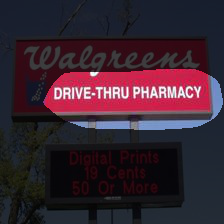 Walgreens
DRIVE-THRU PHARMACY
Digital Prints
19 Cents
50 Or More